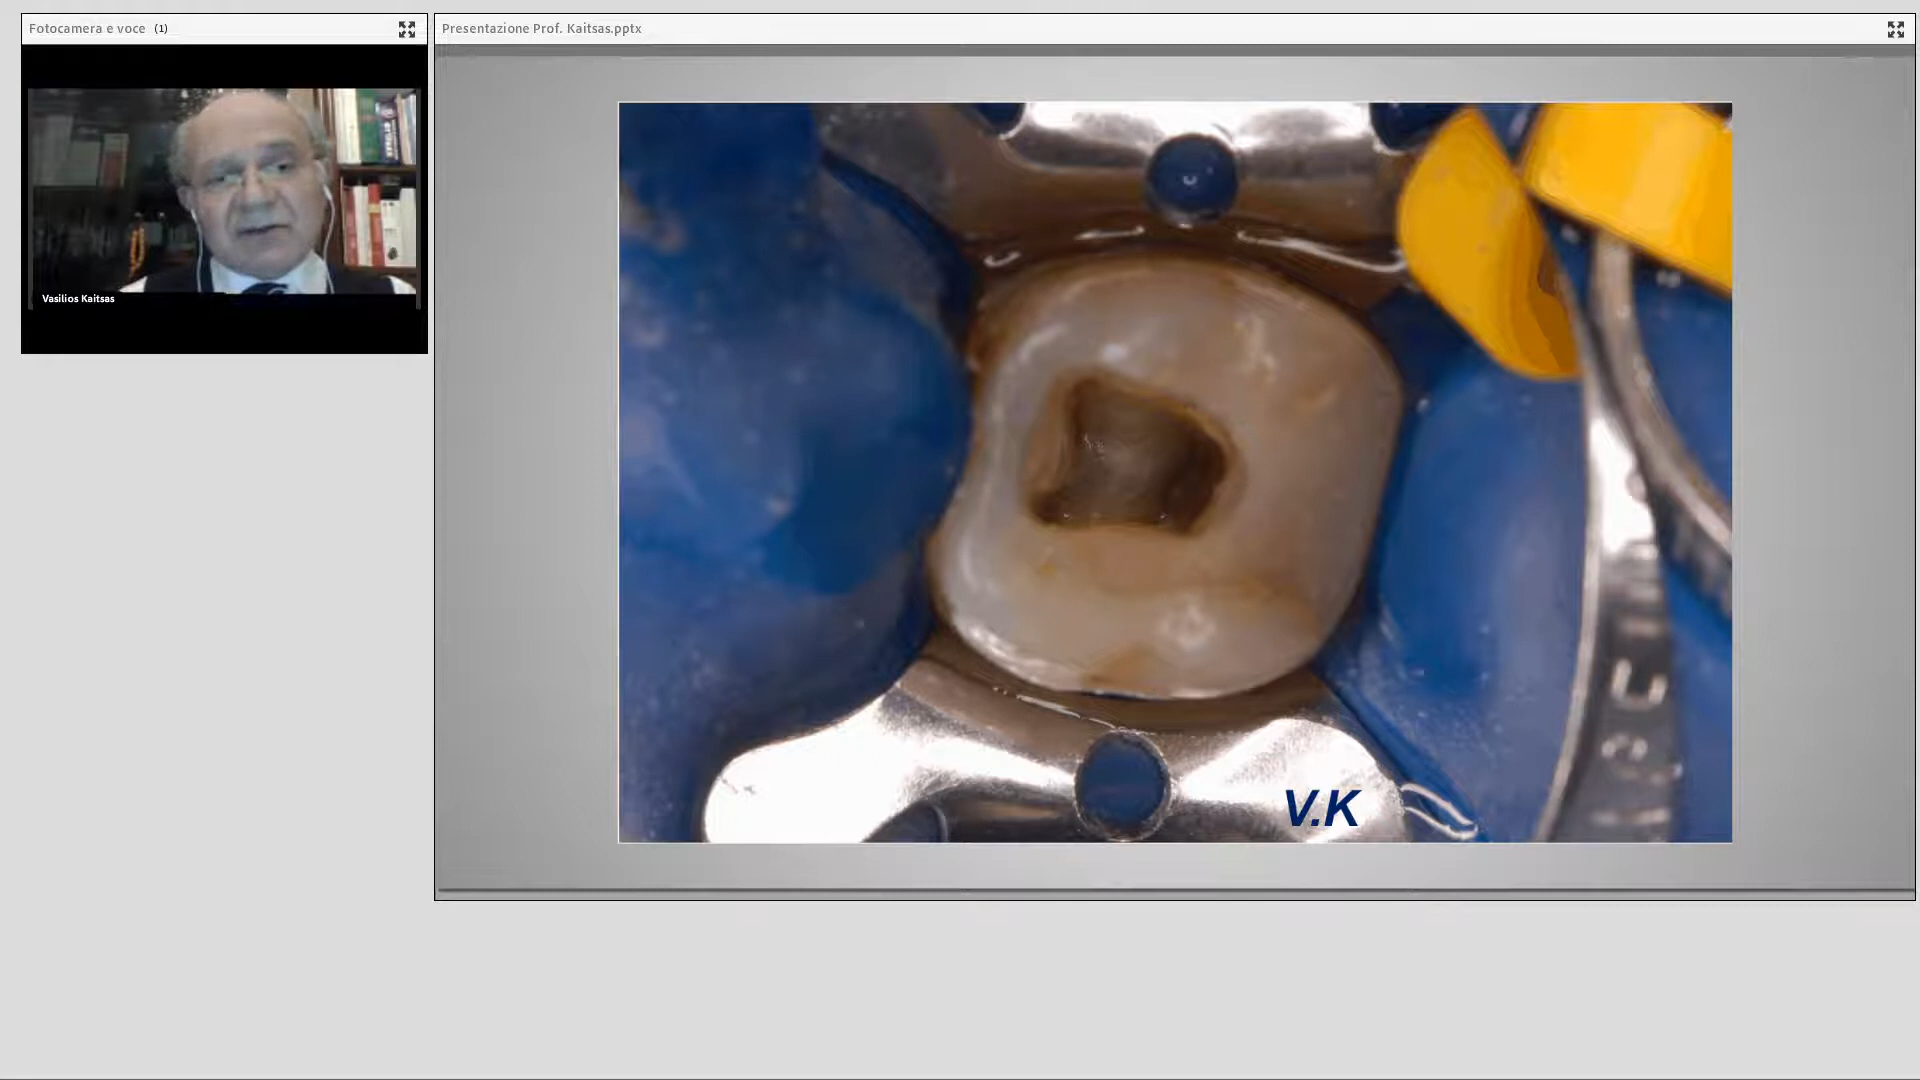 Fotocamera e voce (1)
Presentazione Prof. Kaitsas.pptx
Vasilios Kaitsas
V.K